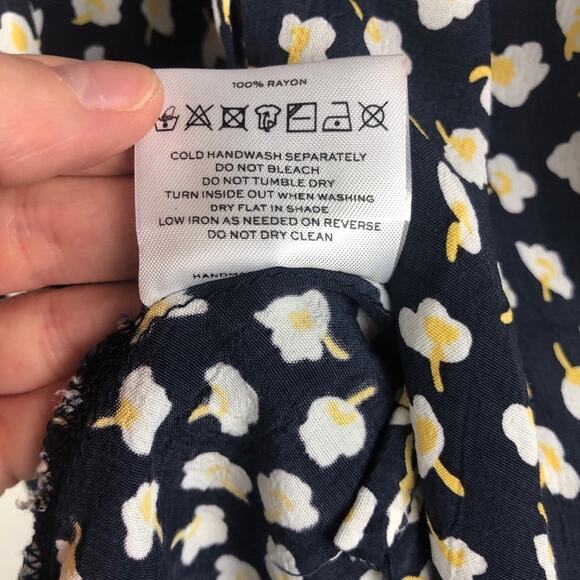 100% RAYON
COLD HANDWASH SEPARATELY
DO NOT BLEACH
DO NOT TUMBLE DRY
TURN INSIDE OUT WHEN WASHING
DRY FLAT IN SHADE
LOW IRON AS NEEDED ON REVERSE
DO NOT DRY CLEAN